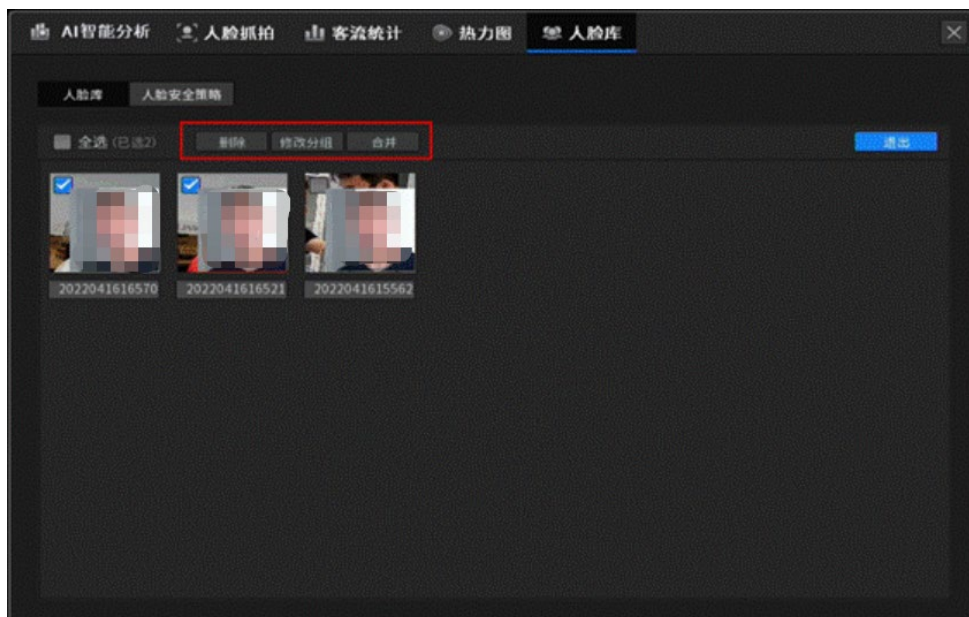 AI智能分析 人脸抓拍 客流统计 热力图 人脸库
人脸库 人脸安全策略
全选(已选2) 删除 修改分组 合并 退出
2022041616570 2022041616521 2022041615562